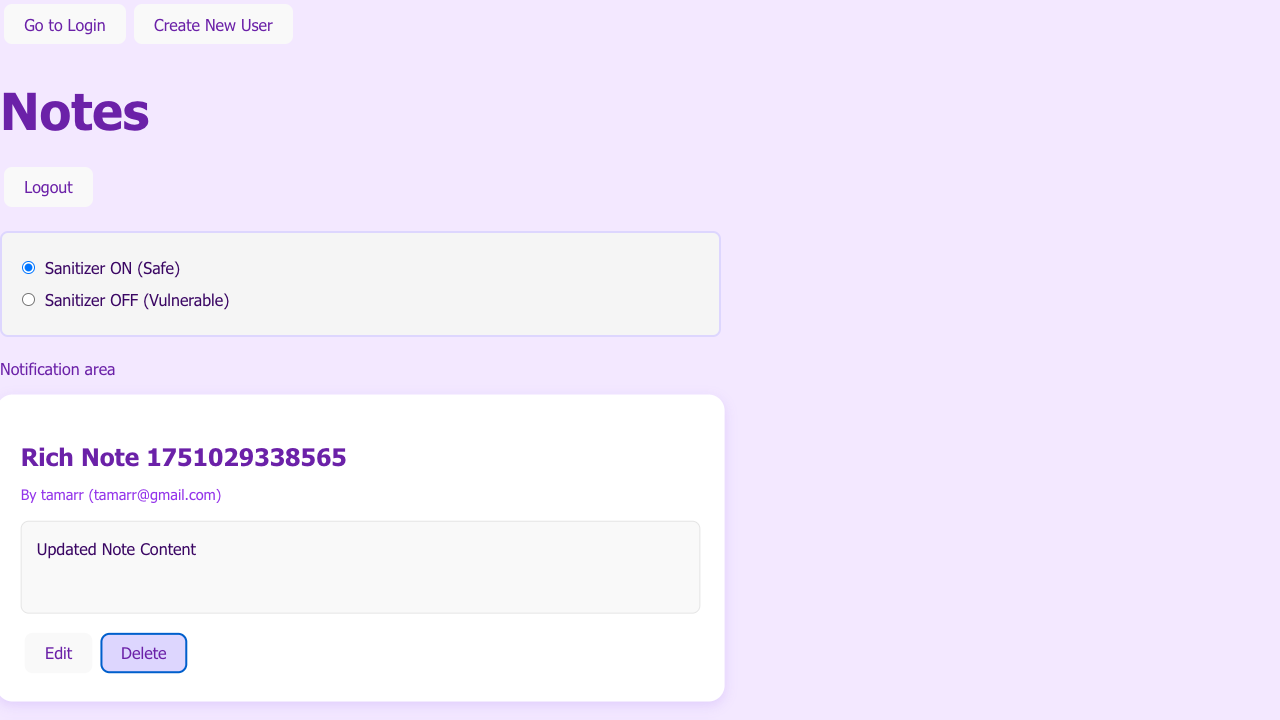 Go to Login Create New User
Notes
Logout
Sanitizer ON (Safe)
Sanitizer OFF (Vulnerable)
Notification area
Rich Note 1751029338565
By tamarr (tamarr@gmail.com)
Updated Note Content
Edit Delete